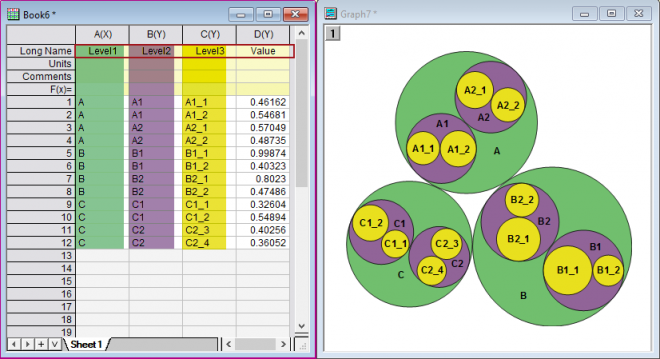 Book6 *
A(X) B(Y) C(Y) D(Y)
Long Name Level1 Level2 Level3 Value
Units
Comments
F(x)=
1 A A1 A1_1 0.46162
2 A A1 A1_2 0.54681
3 A A2 A2_1 0.57049
4 A A2 A2_2 0.48735
5 B B1 B1_1 0.99874
6 B B1 B1_2 0.40323
7 B B2 B2_1 0.8023
8 B B2 B2_2 0.47486
9 C C1 C1_1 0.32604
10 C C1 C1_2 0.54894
11 C C2 C2_3 0.40256
12 C C2 C2_4 0.36052
13
14
15
16
17
18
19
Sheet1
Graph7 *
1
A2_1
A2_2
A2
A1
A1_1 A1_2
A
B2_2
B2
B2_1
B1
B1_1 B1_2
B
C1_2 C1
C1_1
C2_3
C2_4 C2
C